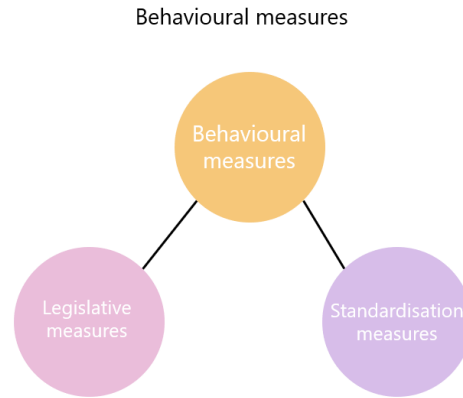 Behavioural measures
Behavioural
measures
Legislative
measures
Standardisation
measures